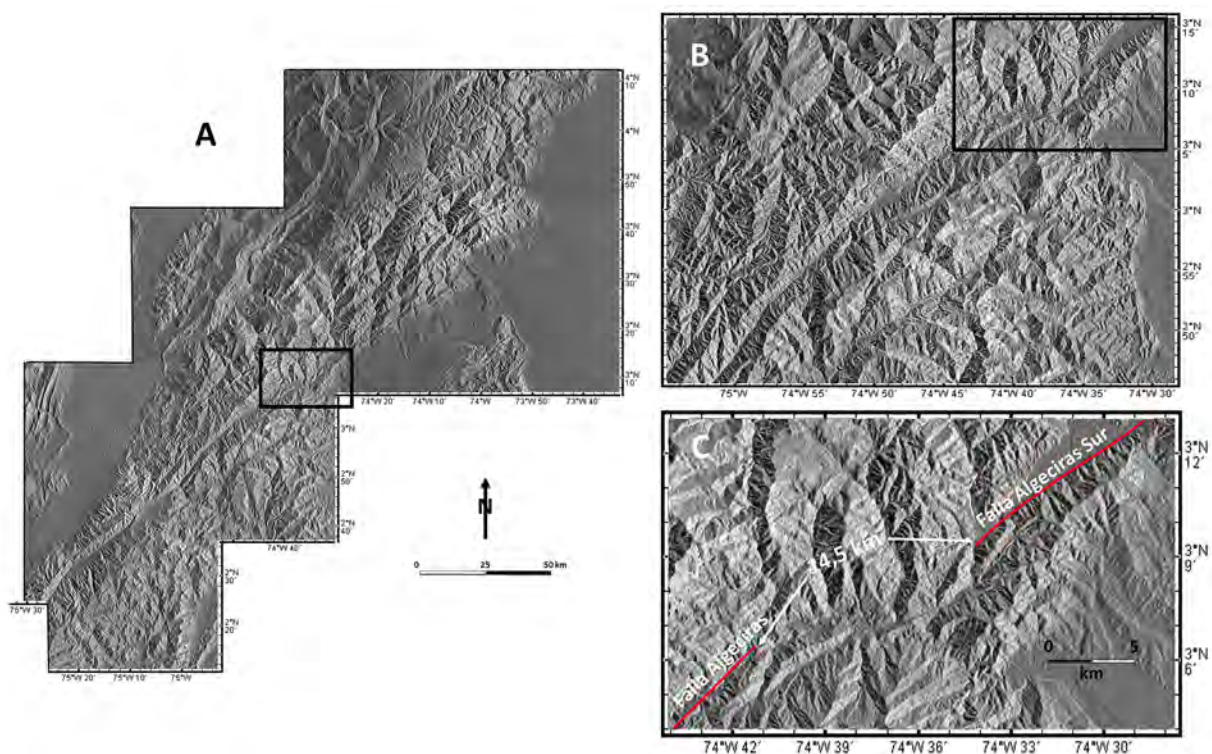 A
4°N
10´
4°N
3°N
50´
3°N
40´
3°N
30´
3°N
20´
3°N
10´
74°W 20´
74°W 10´
74°W
73°W 50´
73°W 40´
3°N
2°N
50´
2°N
40´
74°W 40´
2°N
30´
2°N
20´
75°W 30´
75°W 20´
75°W 10´
75°W
N
0
25
50 km
B
3°N
15´
3°N
10´
3°N
5´
3°N
2°N
55´
2°N
50´
75°W
74°W 55´
74°W 50´
74°W 45´
74°W 40´
74°W 35´
74°W 30´
C
Falla Algeciras Sur
14,5 km
Falla Algeciras
0
5
km
3°N
12´
3°N
9´
3°N
6´
74°W 42´
74°W 39´
74°W 36´
74°W 33´
74°W 30´